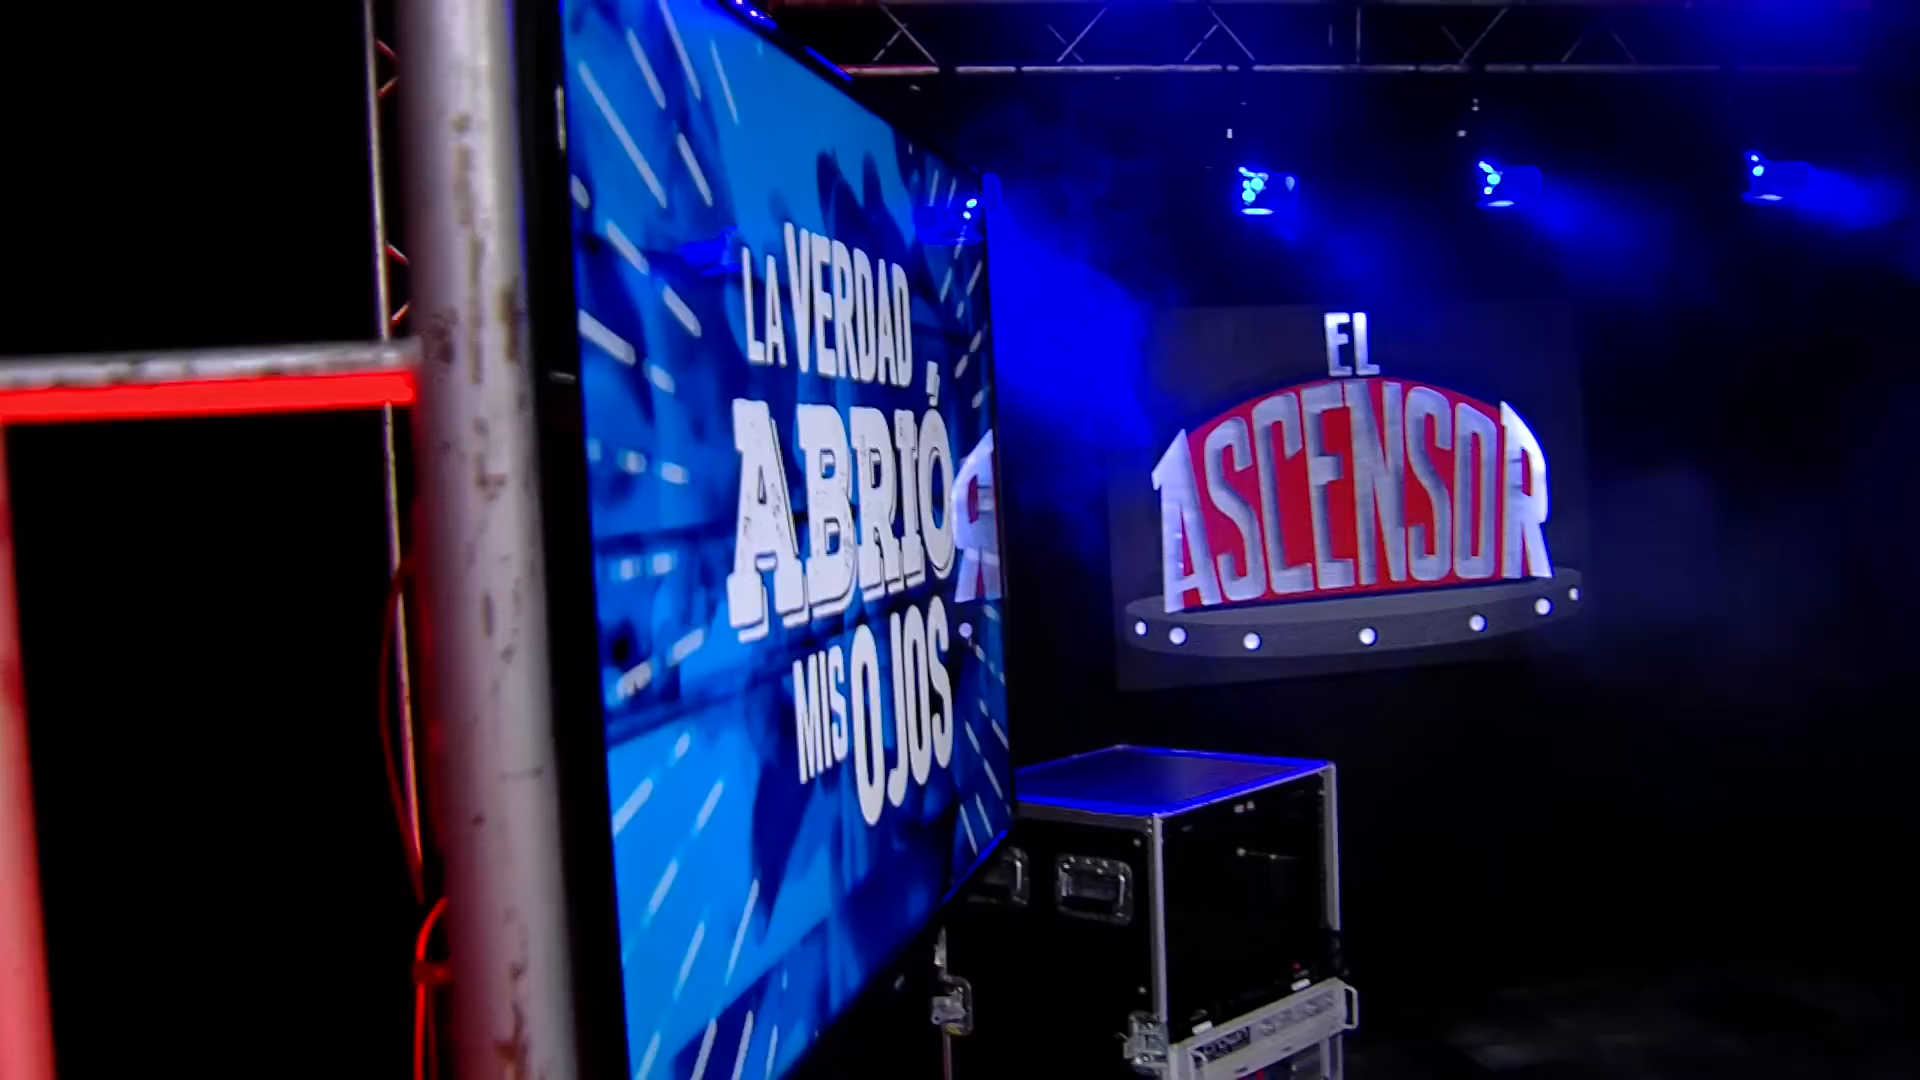 LA VERDAD
ABRIÓ
MIS OJOS
EL
ASCENSOR